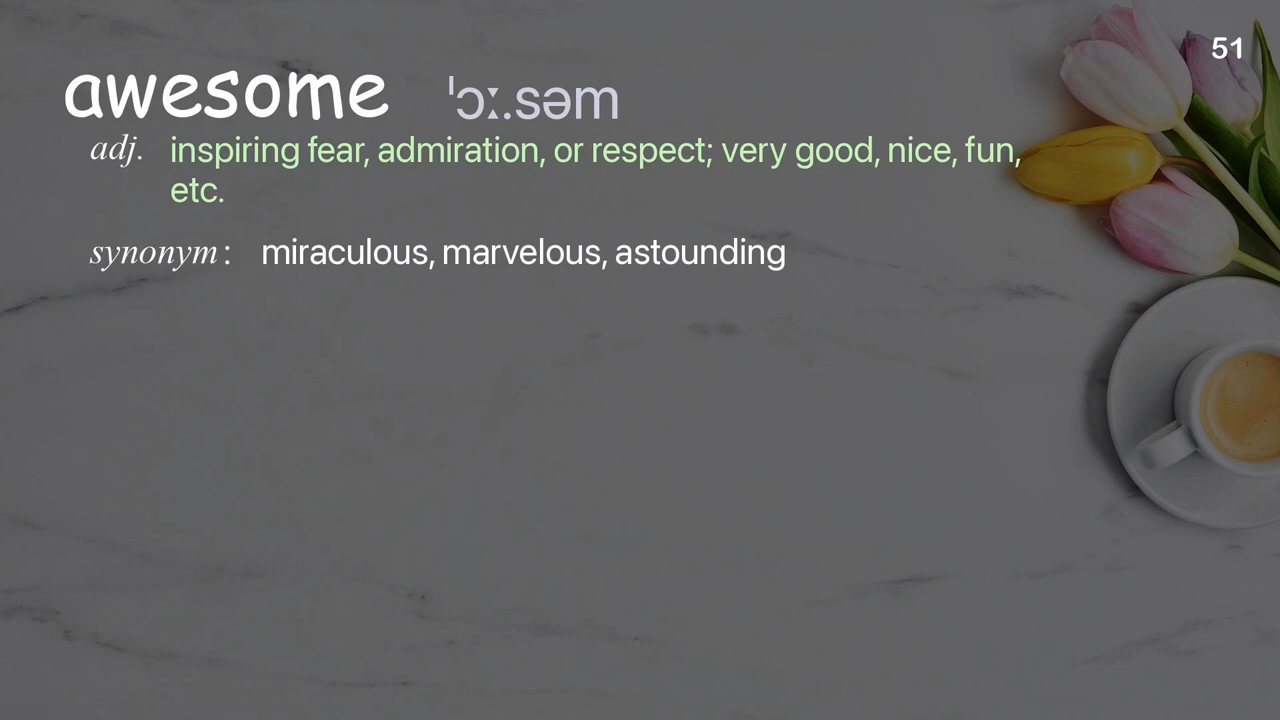 51
awesome ˈɔː.səm
adj. inspiring fear, admiration, or respect; very good, nice, fun,
etc.
synonym : miraculous, marvelous, astounding